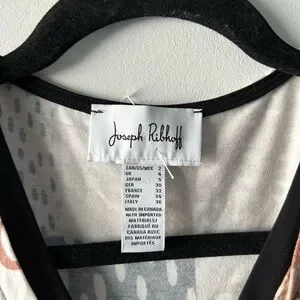 Joseph Ribkoff
CAN/US/MEX 2
UK 4
JAPAN 5
GER 30
FRANCE 32
SPAIN 34
ITALY 36
MADE IN CANADA
WITH IMPORTED
MATERIALS/
FABRIQUÉ AU
CANADA AVEC
DES MATÉRIAUX
IMPORTÉS